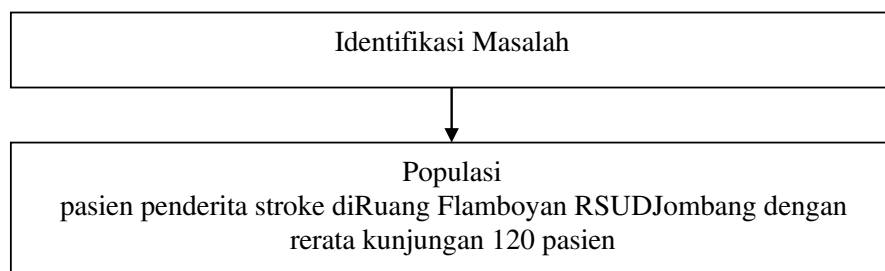 Identifikasi Masalah
Populasi
pasien penderita stroke diRuang Flamboyan RSUDJombang dengan
rerata kunjungan 120 pasien